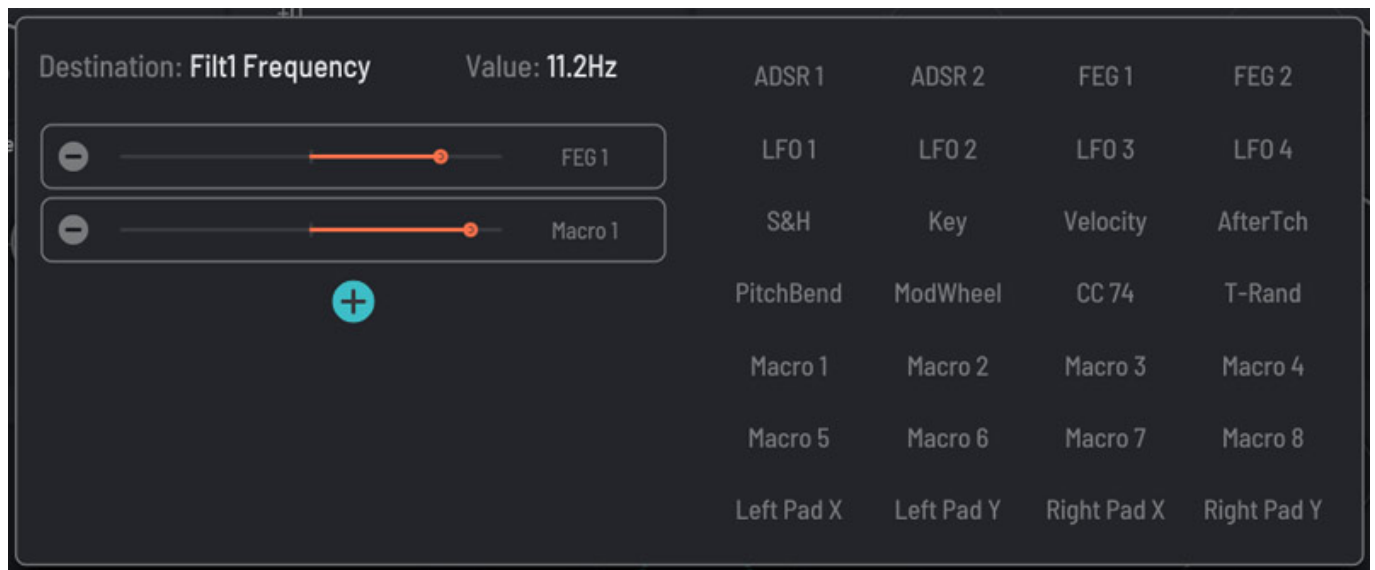 Destination: Filt1 Frequency Value: 11.2Hz
FEG 1
Macro 1
ADSR 1 ADSR 2 FEG 1 FEG 2
LFO 1 LFO 2 LFO 3 LFO 4
S&H Key Velocity AfterTch
PitchBend ModWheel CC 74 T-Rand
Macro 1 Macro 2 Macro 3 Macro 4
Macro 5 Macro 6 Macro 7 Macro 8
Left Pad X Left Pad Y Right Pad X Right Pad Y